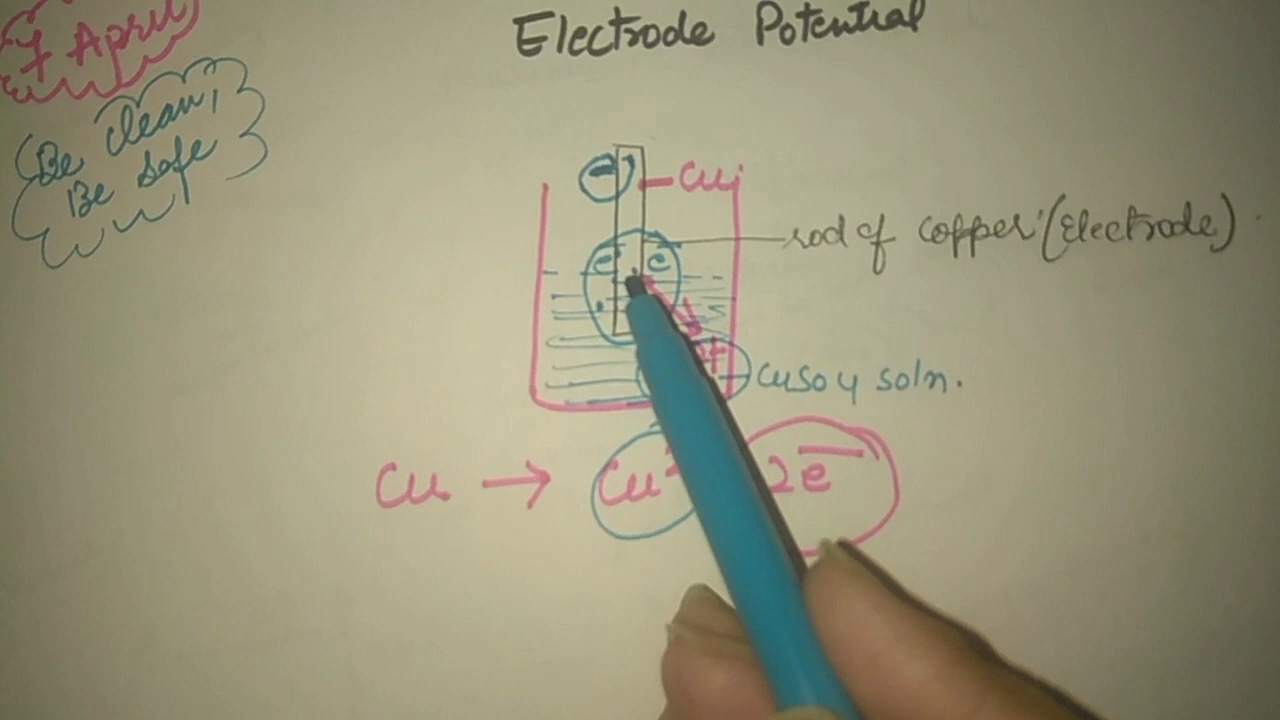 7 April
Electrode Potential
Be clean,
Be safe
Cu
rod of copper (Electrode)
e e
CuSO4 soln.
Cu → Cu 2e